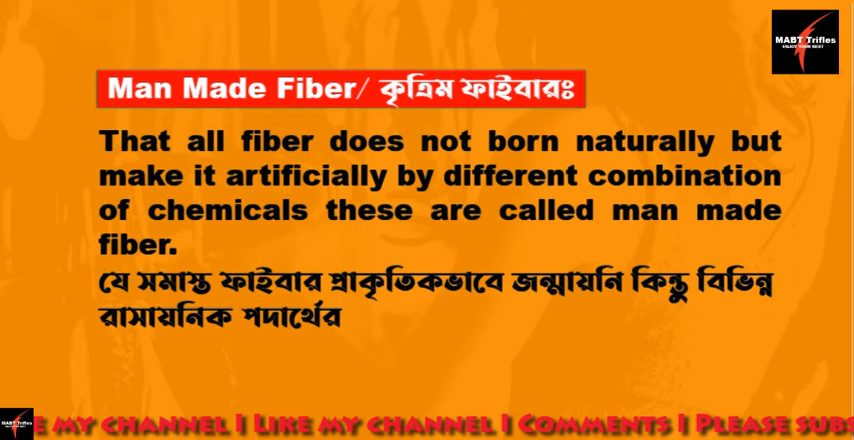 MABT Trifles
ENJOY YOUR BEST
Man Made Fiber/ কৃত্রিম ফাইবারঃ
That all fiber does not born naturally but
make it artificially by different combination
of chemicals these are called man made
fiber.
যে সমাস্ত ফাইবার প্রাকৃতিকভাবে জন্মায়নি কিন্তু বিভিন্ন
রাসায়নিক পদার্থের
MABT Trifles
E MY CHANNEL I LIKE MY CHANNEL I COMMENTS I PLEASE SUBS